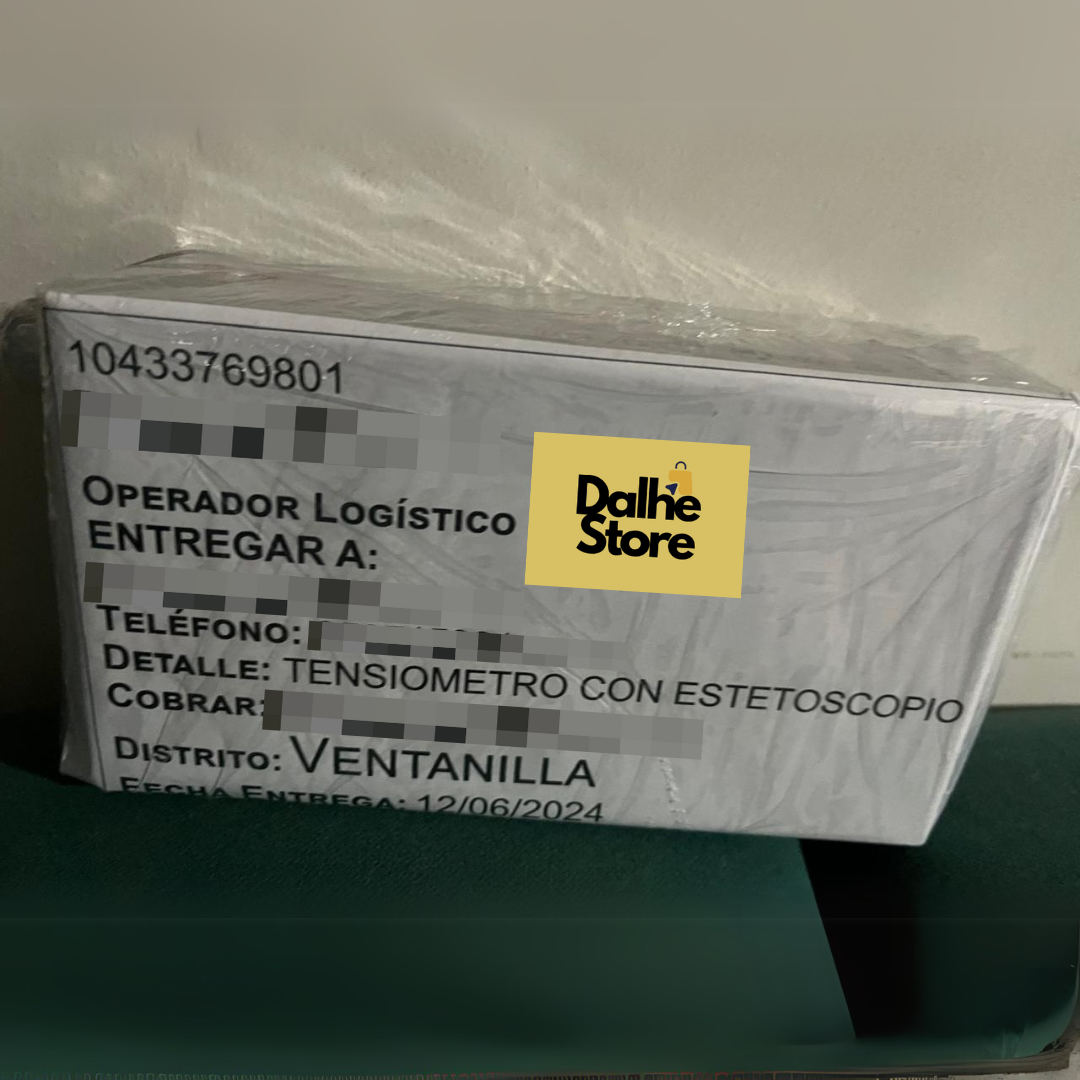 10433769801
OPERADOR LOGÍSTICO
ENTREGAR A:
Dalhe
Store
TELÉFONO:
DETALLE: TENSIOMETRO CON ESTETOSCOPIO
COBRAR:
DISTRITO: VENTANILLA
FECHA ENTREGA: 12/06/2024